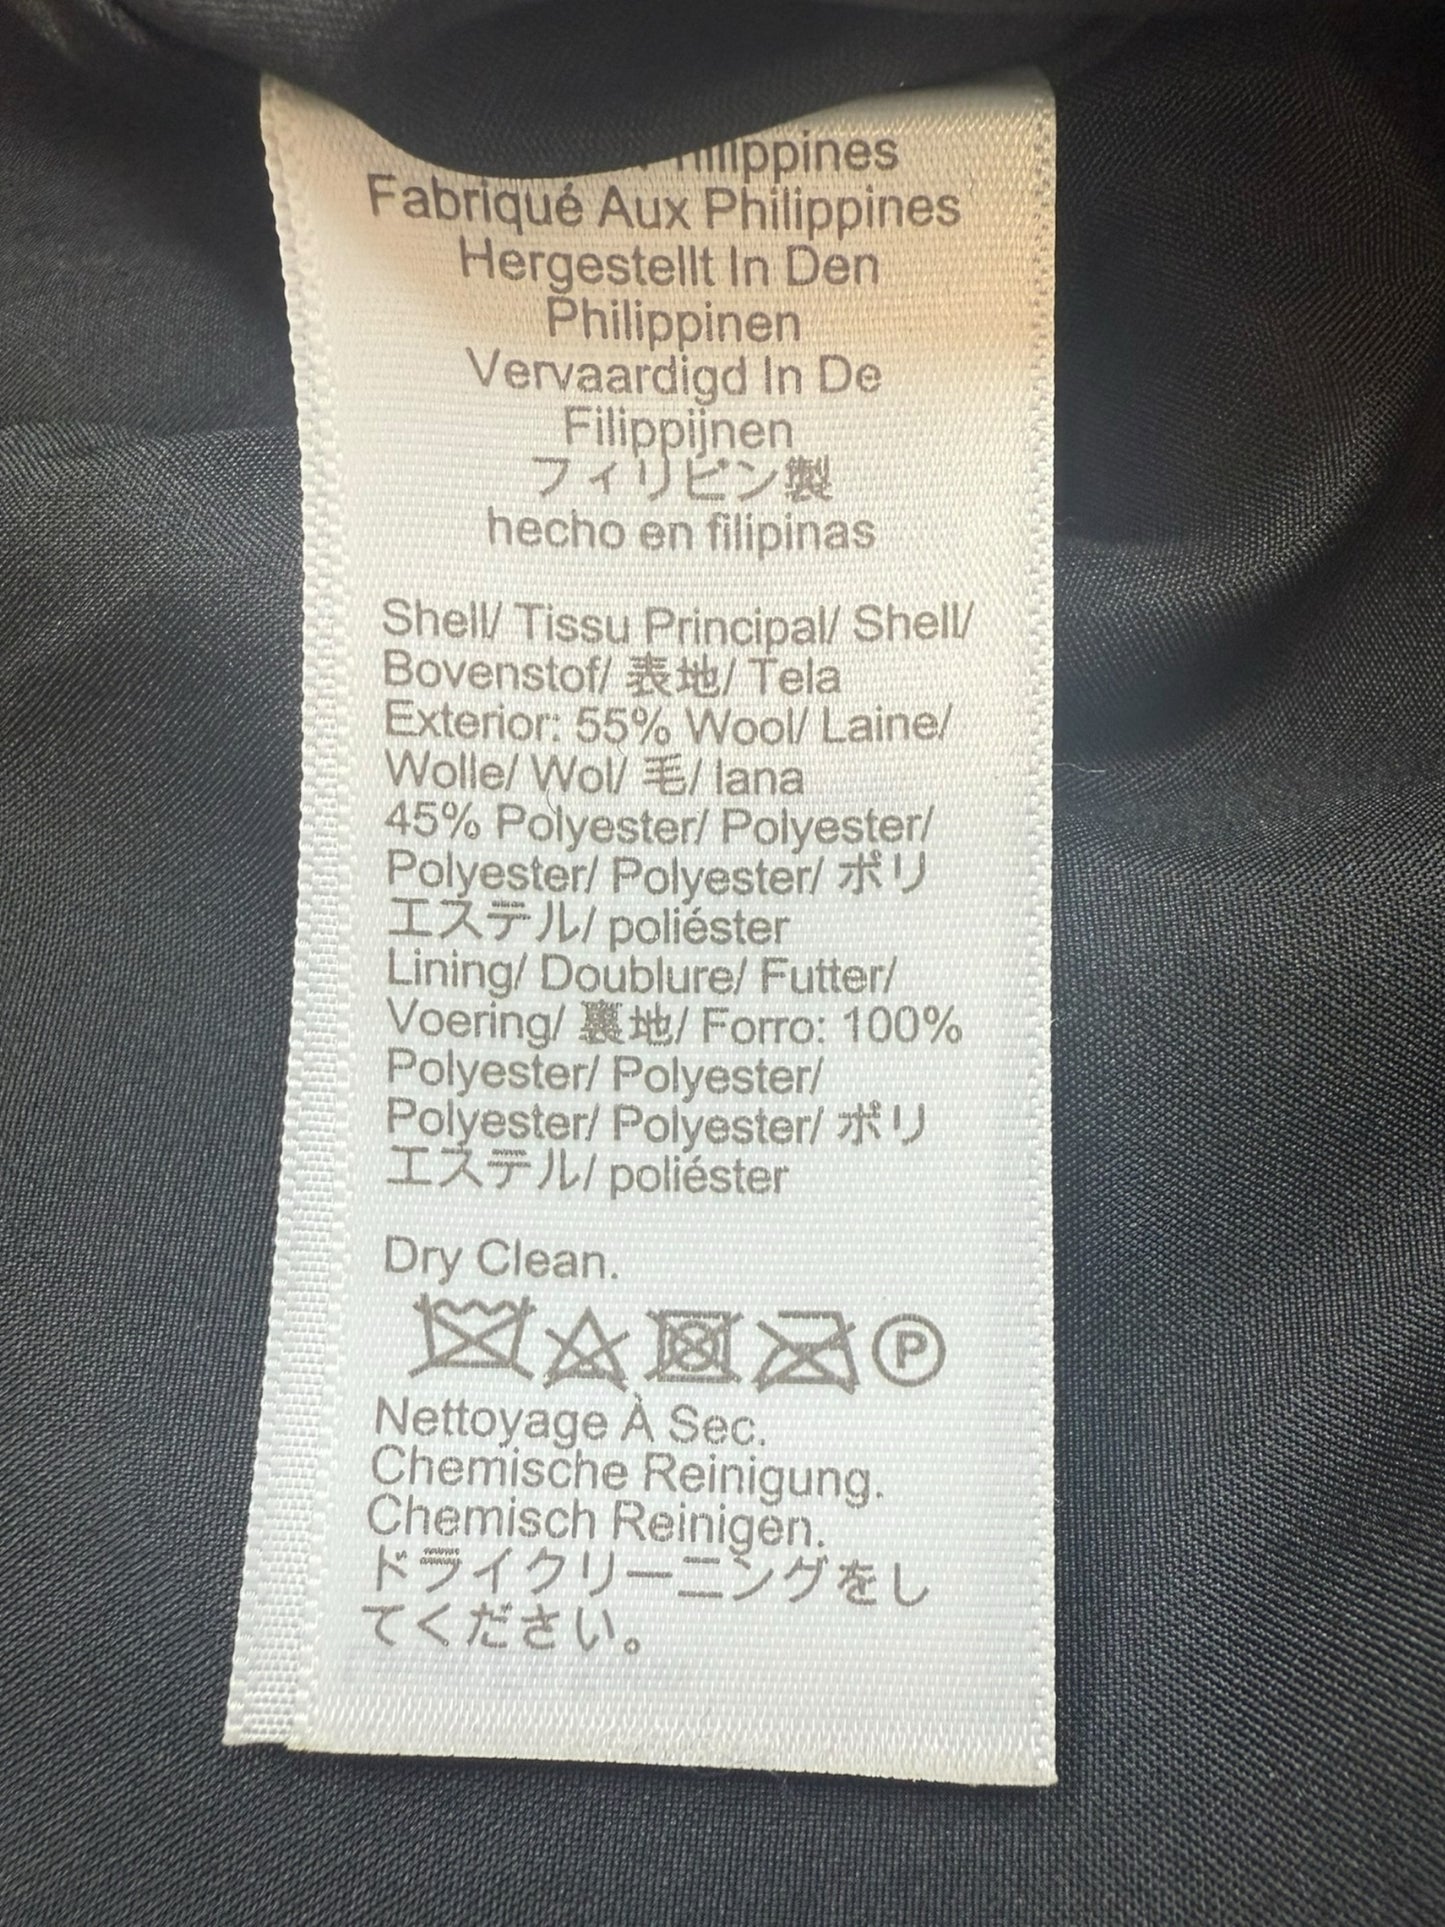 Philippines
Fabriqué Aux Philippines
Hergestellt In Den
Philippinen
Vervaardigd In De
Filippijnen
フィリピン製
hecho en filipinas
Shell/ Tissu Principal/ Shell/
Bovenstof/ 表地/ Tela
Exterior: 55% Wool/ Laine/
Wolle/ Wol/ 毛/ lana
45% Polyester/ Polyester/
Polyester/ Polyester/ ポリ
エステル/ poliéster
Lining/ Doublure/ Futter/
Voering/ 裏地/ Forro: 100%
Polyester/ Polyester/
Polyester/ Polyester/ ポリ
エステル/ poliéster
Dry Clean.
P
Nettoyage À Sec.
Chemische Reinigung.
Chemisch Reinigen.
ドライクリーニングをし
てください。